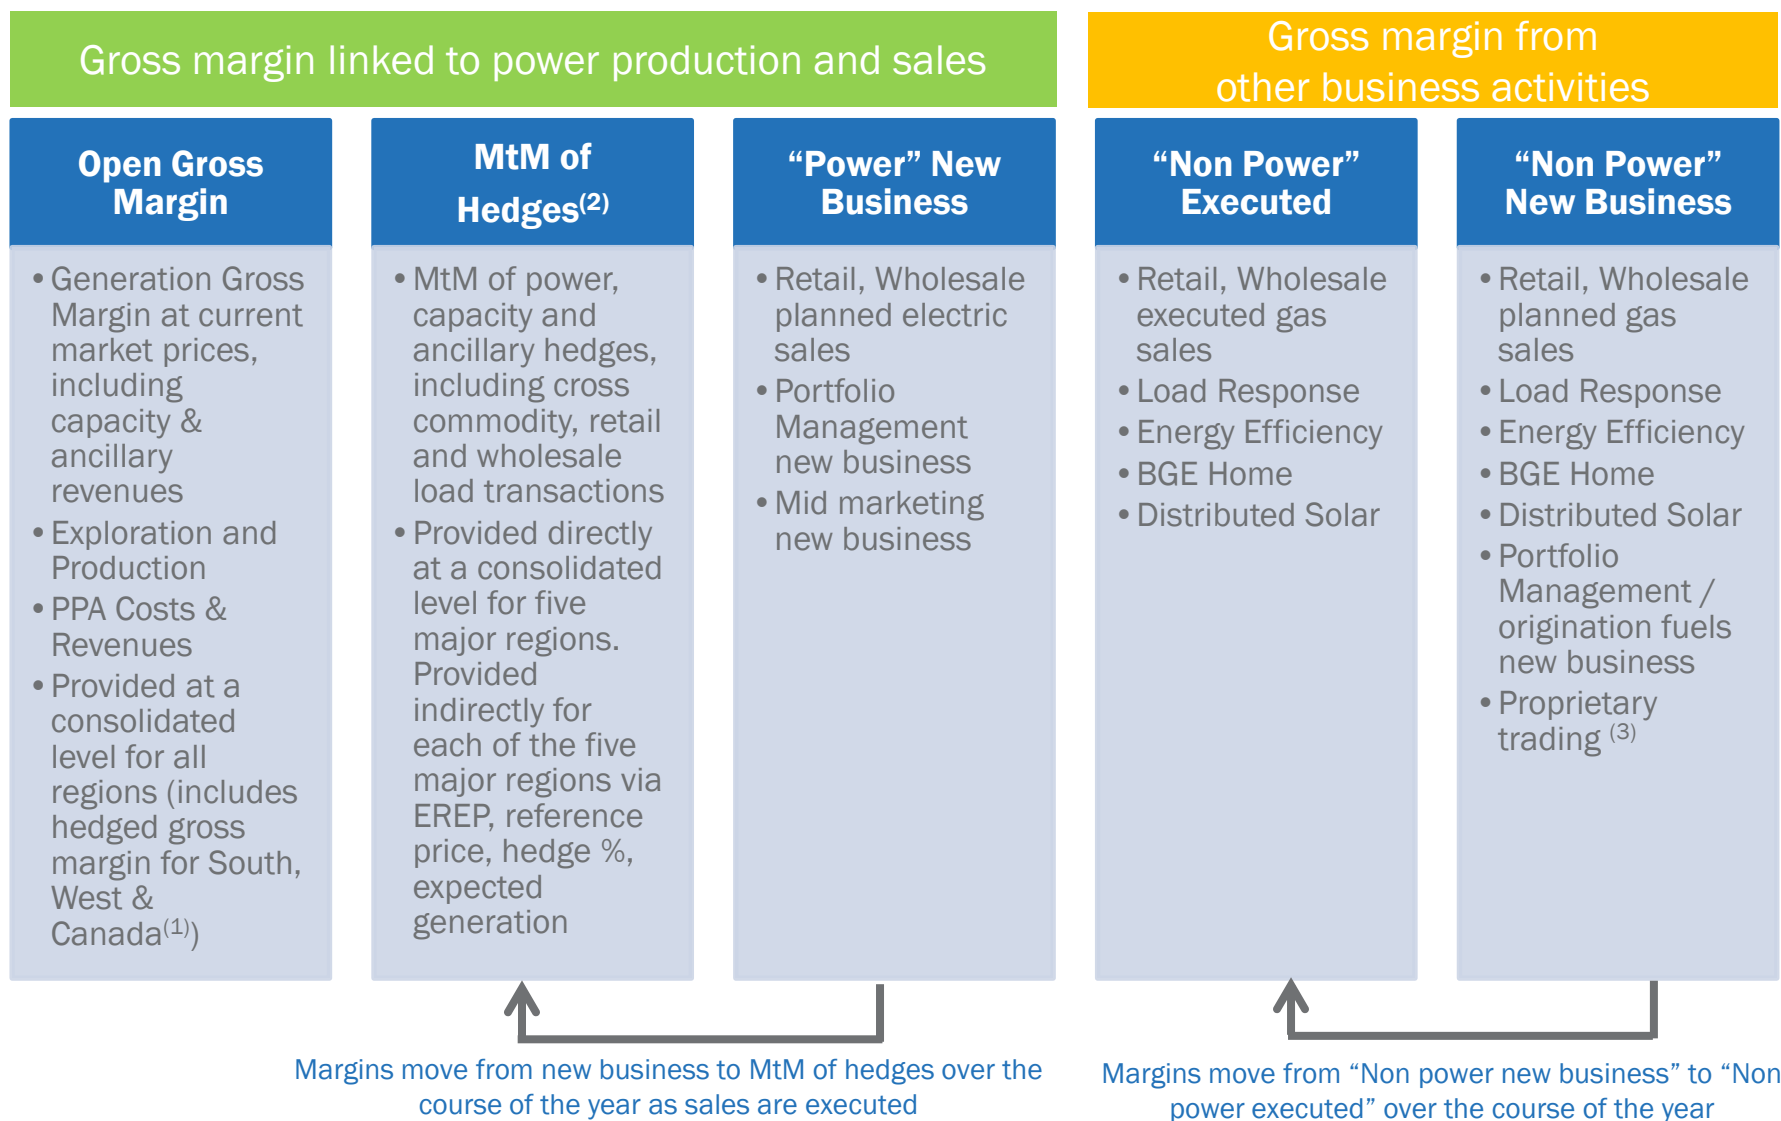 Gross margin linked to power production and sales
Gross margin from
other business activities
Open Gross
Margin
• Generation Gross
Margin at current
market prices,
including
capacity &
ancillary
revenues
• Exploration and
Production
• PPA Costs &
Revenues
• Provided at a
consolidated
level for all
regions (includes
hedged gross
margin for South,
West &
Canada(1))
MtM of
Hedges(2)
• MtM of power,
capacity and
ancillary hedges,
including cross
commodity, retail
and wholesale
load transactions
• Provided directly
at a consolidated
level for five
major regions.
Provided
indirectly for
each of the five
major regions via
EREP, reference
price, hedge %,
expected
generation
“Power” New
Business
• Retail, Wholesale
planned electric
sales
• Portfolio
Management
new business
• Mid marketing
new business
“Non Power”
Executed
• Retail, Wholesale
executed gas
sales
• Load Response
• Energy Efficiency
• BGE Home
• Distributed Solar
“Non Power”
New Business
• Retail, Wholesale
planned gas
sales
• Load Response
• Energy Efficiency
• BGE Home
• Distributed Solar
• Portfolio
Management /
origination fuels
new business
• Proprietary
trading (3)
Margins move from new business to MtM of hedges over the
course of the year as sales are executed
Margins move from “Non power new business” to “Non
power executed” over the course of the year